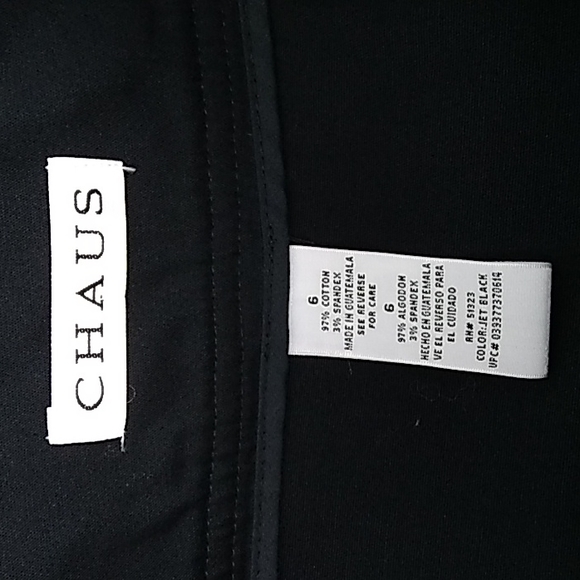 CHAUS
6
97% COTTON
3% SPANDEX
MADE IN GUATEMALA
SEE REVERSE
FOR CARE
6
97% ALGODON
3% SPANDEX
HECHO EN GUATEMALA
VE EL REVERSO PARA
EL CUIDADO
RN# 51323
COLOR:JET BLACK
UPC# 039377370614